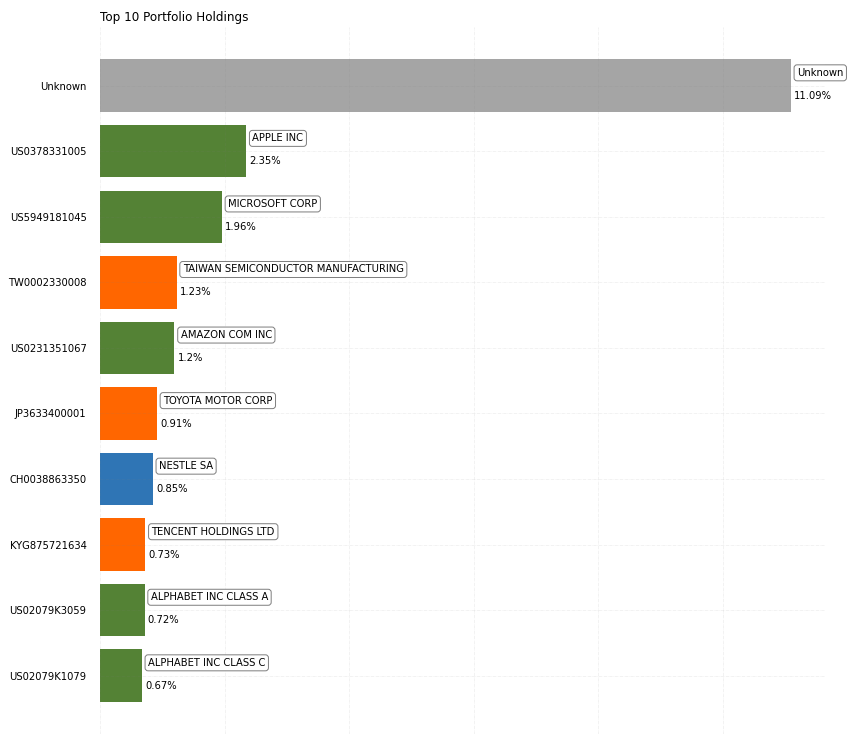 Top 10 Portfolio Holdings
Unknown
Unknown
11.09%
US0378331005
APPLE INC
2.35%
US5949181045
MICROSOFT CORP
1.96%
TW0002330008
TAIWAN SEMICONDUCTOR MANUFACTURING
1.23%
US0231351067
AMAZON COM INC
1.2%
JP3633400001
TOYOTA MOTOR CORP
0.91%
CH0038863350
NESTLE SA
0.85%
KYG875721634
TENCENT HOLDINGS LTD
0.73%
US02079K3059
ALPHABET INC CLASS A
0.72%
US02079K1079
ALPHABET INC CLASS C
0.67%